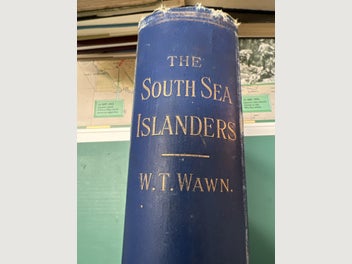 THE
SOUTH SEA
ISLANDERS
W. T. WAWN.